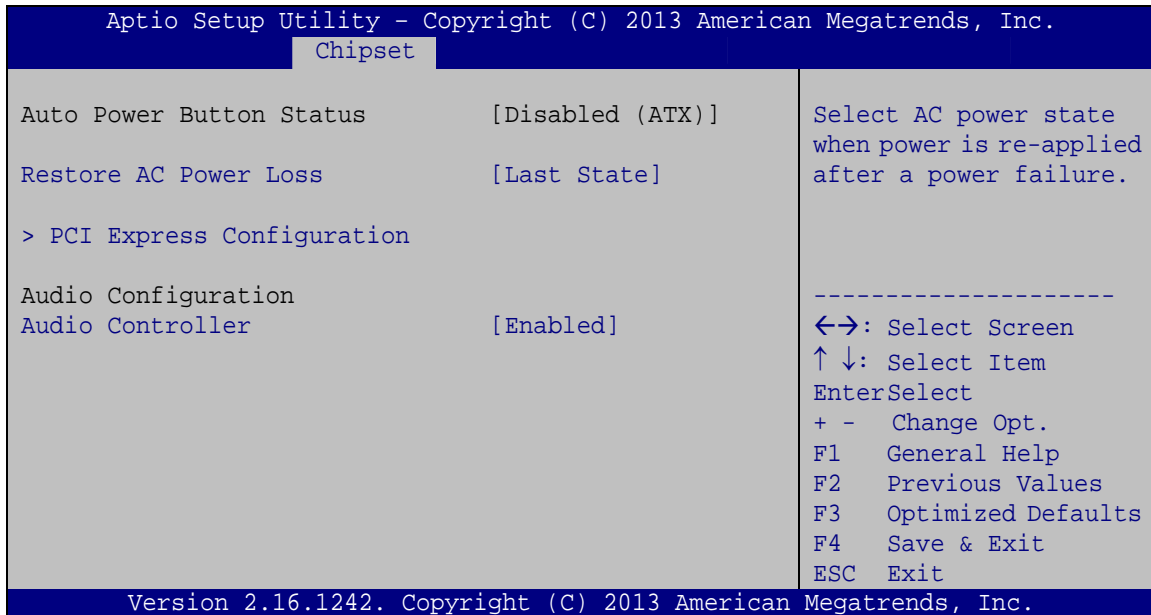 Aptio Setup Utility – Copyright (C) 2013 American Megatrends, Inc.
Chipset
Auto Power Button Status [Disabled (ATX)]
Restore AC Power Loss [Last State]
> PCI Express Configuration
Audio Configuration
Audio Controller [Enabled]
Select AC power state
when power is re-applied
after a power failure.
---------------------
←→: Select Screen
↑ ↓: Select Item
EnterSelect
+ - Change Opt.
F1 General Help
F2 Previous Values
F3 Optimized Defaults
F4 Save & Exit
ESC Exit
Version 2.16.1242. Copyright (C) 2013 American Megatrends, Inc.